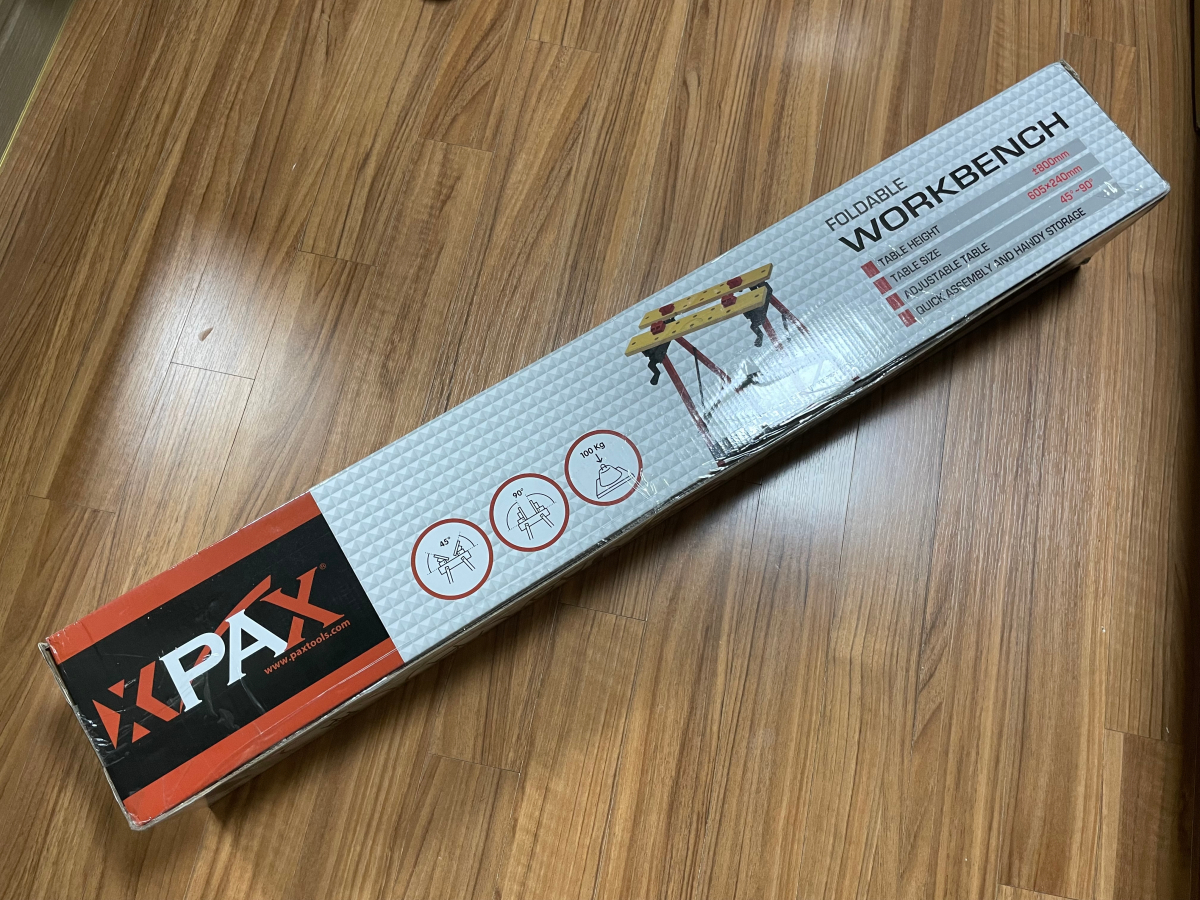 FOLDABLE
WORKBENCH
TABLE HEIGHT ±800mm
TABLE SIZE 605×240mm
ADJUSTABLE TABLE 45°-90°
QUICK ASSEMBLY AND HANDY STORAGE
100 Kg
90°
45°
XPAX®
www.paxtools.com